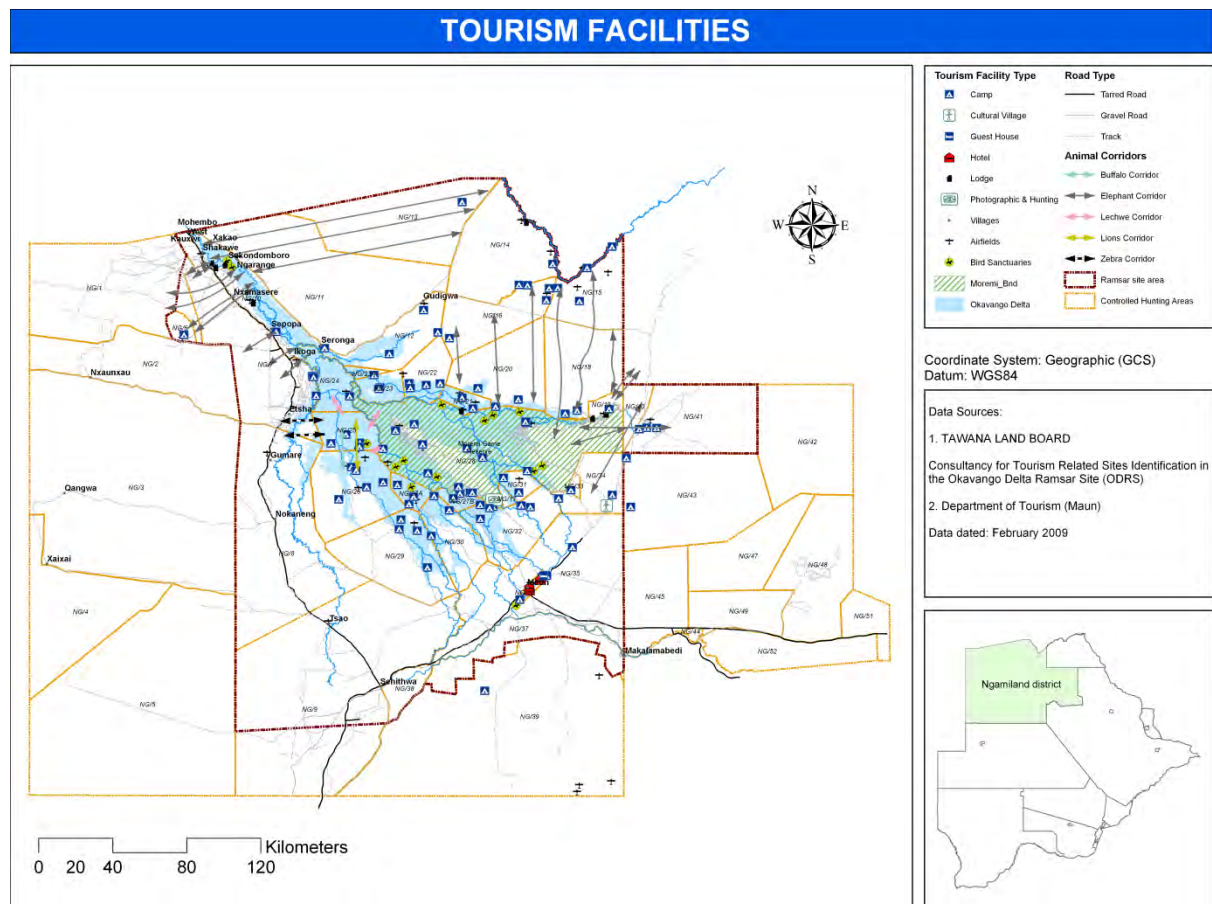 TOURISM FACILITIES
Tourism Facility Type
Camp
Cultural Village
Guest House
Hotel
Lodge
Photographic & Hunting
Villages
Airfields
Bird Sanctuaries
Moremi_Bnd
Okavango Delta
Road Type
Tarred Road
Gravel Road
Track
Animal Corridors
Buffalo Corridor
Elephant Corridor
Lechwe Corridor
Lions Corridor
Zebra Corridor
Ramsar site area
Controlled Hunting Areas
Coordinate System: Geographic (GCS)
Datum: WGS84
Data Sources:
1. TAWANA LAND BOARD
Consultancy for Tourism Related Sites Identification in
the Okavango Delta Ramsar Site (ODRS)
2. Department of Tourism (Maun)
Data dated: February 2009
Ngamiland district
N
W
E
S
Mohembo
West
Kauxwi
Xakao
Shakawe
Sekondomboro
Ngarange
Nxamasere
Sepopa
Ikoga
Seronga
Gudigwa
Nxaunxau
Etsha
Gumare
Qangwa
Nokaneng
Xaixai
Tsao
Sehithwa
Maun
Makalamabedi
NG/13
NG/14
NG/15
NG/1
NG/11
NG/16
NG/12
NG/2
NG/22
NG/20
NG/18
NG/24
NG/41
NG/42
NG/3
NG/43
NG/34
NG/31
NG/32
NG/29
NG/30
NG/8
NG/35
NG/47
NG/48
NG/45
NG/49
NG/51
NG/4
NG/37
NG/44
NG/52
NG/38
NG/5
NG/9
NG/39
Kilometers
0 20 40 80 120